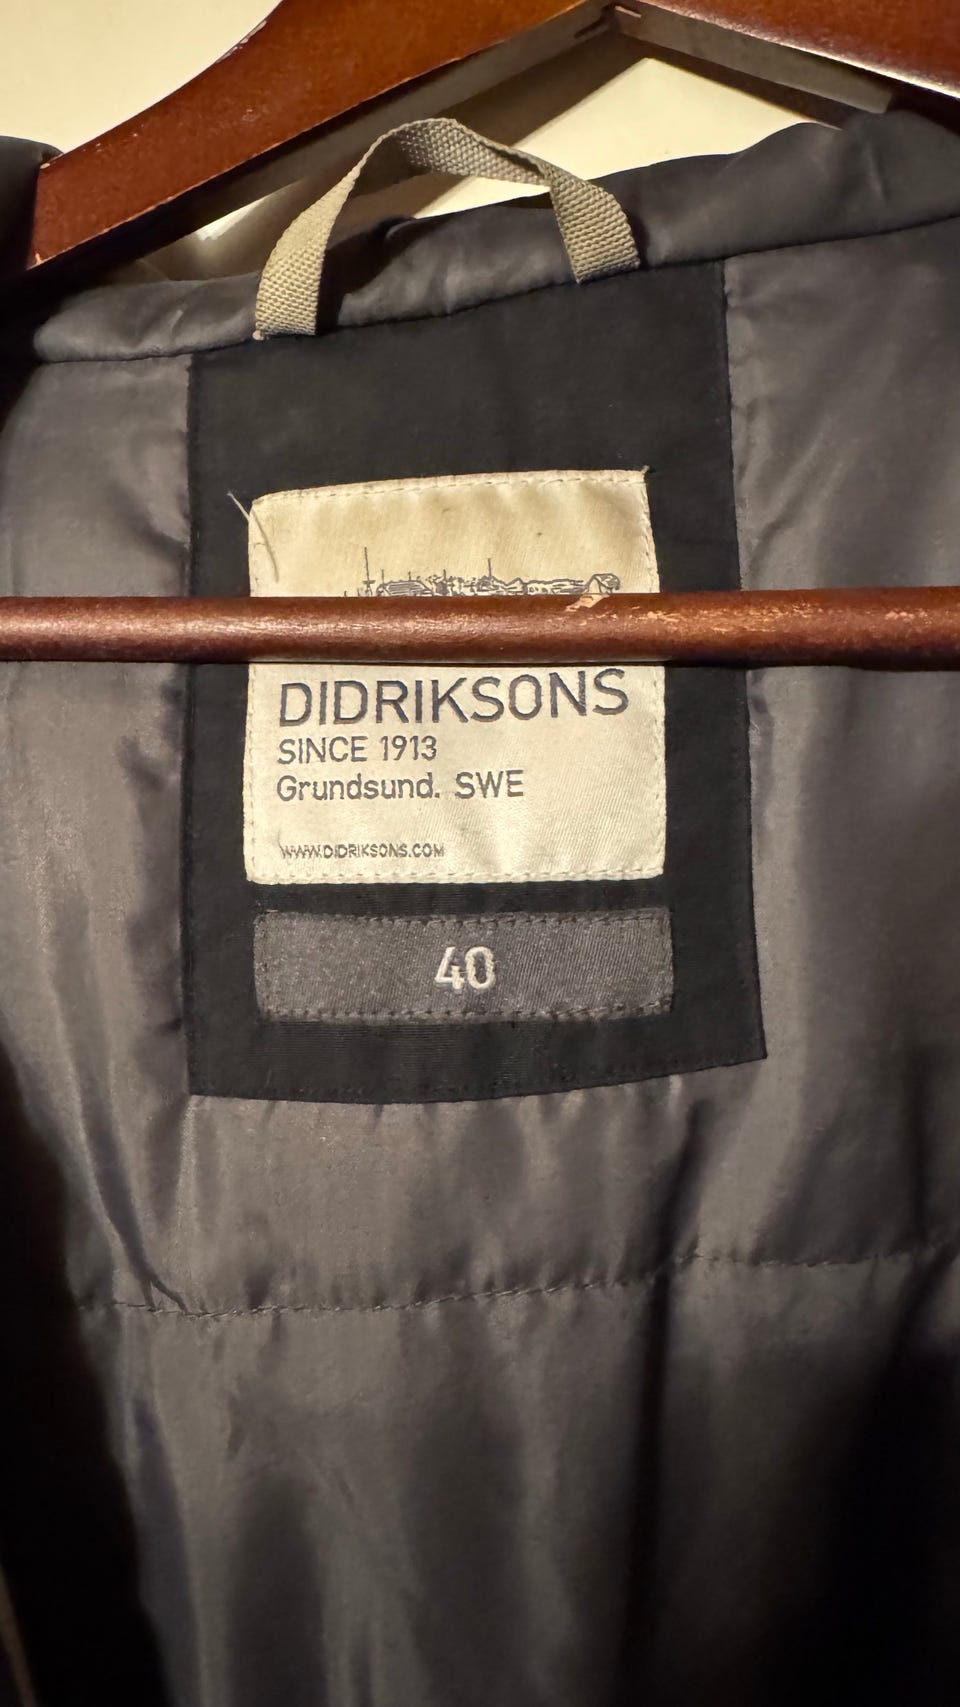 DIDRIKSONS
SINCE 1913
Grundsund. SWE
WWW.DIDRIKSONS.COM
40